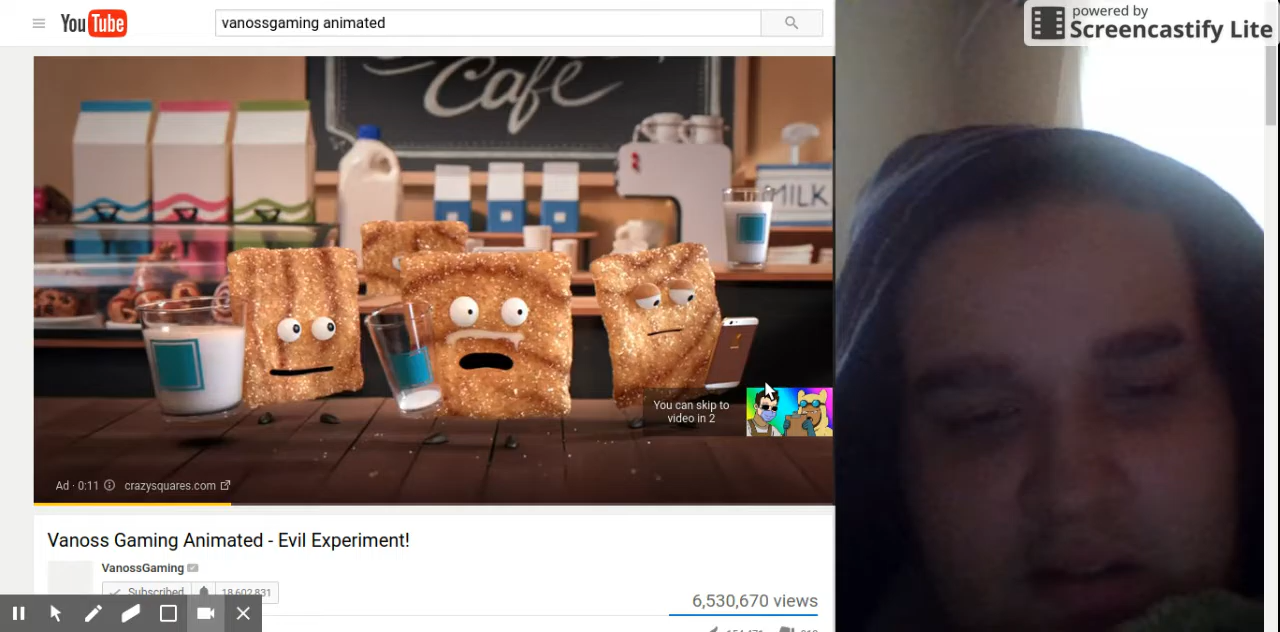 YouTube
vanossgaming animated
powered by
Screencastify Lite
Cafe
MILK
You can skip to
video in 2
Ad · 0:11
crazysquares.com
Vanoss Gaming Animated - Evil Experiment!
VanossGaming
Subscribed
18,602,831
6,530,670 views